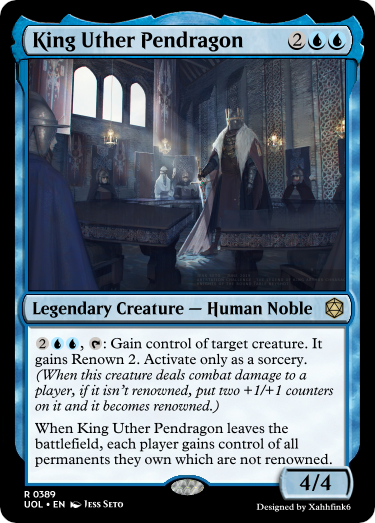 King Uther Pendragon 2UU
Legendary Creature — Human Noble
2UU, T: Gain control of target creature. It
gains Renown 2. Activate only as a sorcery.
(When this creature deals combat damage to a
player, if it isn't renowned, put two +1/+1 counters
on it and it becomes renowned.)
When King Uther Pendragon leaves the
battlefield, each player gains control of all
permanents they own which are not renowned.
4/4
R 0389
UOL • EN Jess Seto
Designed by Xahhfink6